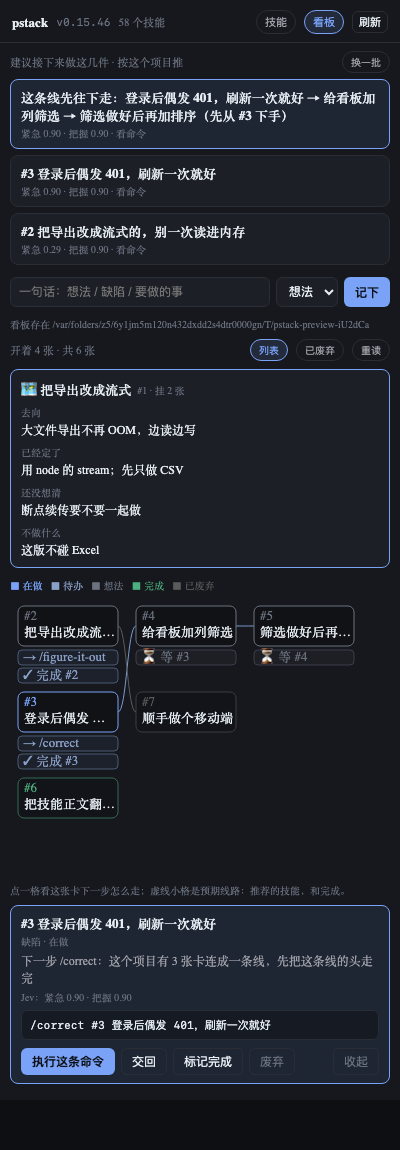 pstack v0.15.46 58 个技能 技能 看板 刷新
建议接下来做这几件 · 按这个项目推 换一批
这条线先往下走：登录后偶发 401，刷新一次就好 → 给看板加
列筛选 → 筛选做好后再加排序（先从 #3 下手）
紧急 0.90 · 把握 0.90 · 看命令
#3 登录后偶发 401，刷新一次就好
紧急 0.90 · 把握 0.90 · 看命令
#2 把导出改成流式的，别一次读进内存
紧急 0.29 · 把握 0.90 · 看命令
一句话：想法 / 缺陷 / 要做的事 想法 记下
看板存在 /var/folders/z5/6y1jm5m120n432dxdd2s4dtr0000gn/T/pstack-preview-iU2dCa
开着 4 张 · 共 6 张 列表 已废弃 重读
把导出改成流式 #1 · 挂 2 张
去向
大文件导出不再 OOM，边读边写
已经定了
用 node 的 stream；先只做 CSV
还没想清
断点续传要不要一起做
不做什么
这版不碰 Excel
在做 待办 想法 完成 已废弃
#2
把导出改成流…
→ /figure-it-out
✓ 完成 #2
#4
给看板加列筛选
⏳ 等 #3
#5
筛选做好后再…
⏳ 等 #4
#3
登录后偶发 …
→ /correct
✓ 完成 #3
#7
顺手做个移动端
#6
把技能正文翻…
点一格看这张卡下一步怎么走；虚线小格是预期线路：推荐的技能、和完成。
#3 登录后偶发 401，刷新一次就好
缺陷 · 在做
下一步 /correct：这个项目有 3 张卡连成一条线，先把这条线的头走
完
Jev：紧急 0.90 · 把握 0.90
/correct #3 登录后偶发 401，刷新一次就好
执行这条命令 交回 标记完成 废弃 收起